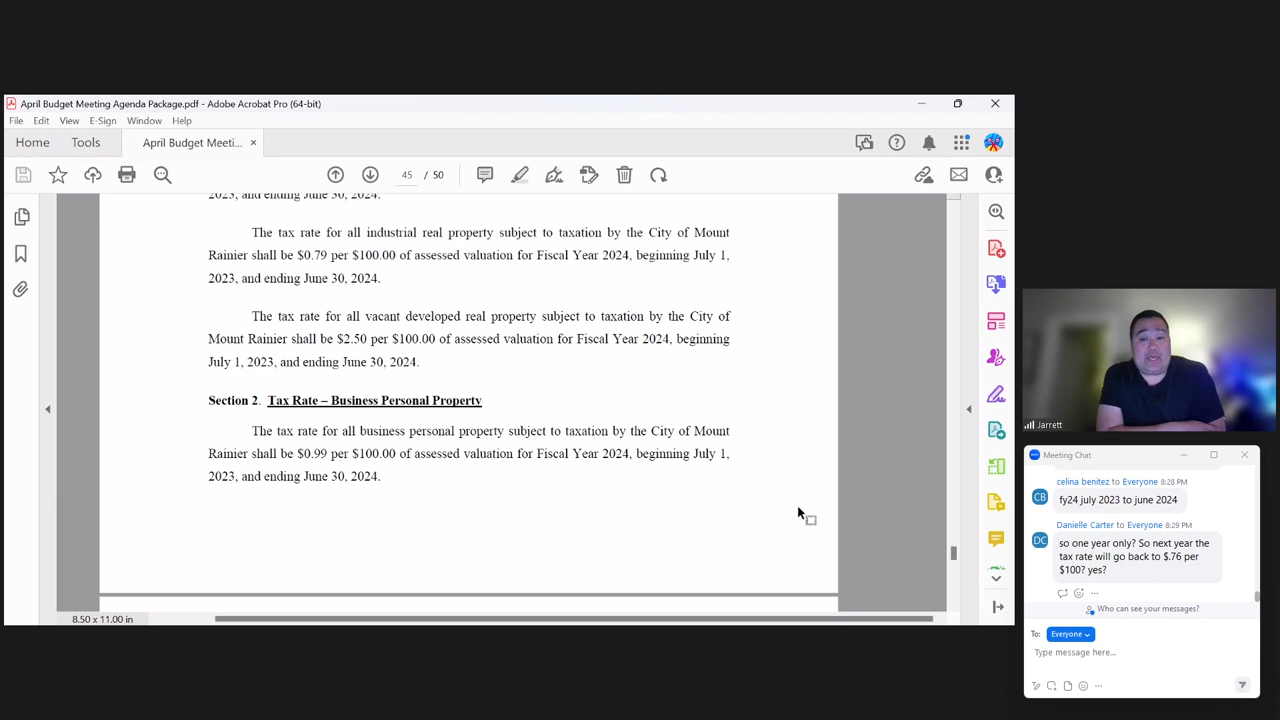 April Budget Meeting Agenda Package.pdf - Adobe Acrobat Pro (64-bit)
File Edit View E-Sign Window Help
Home Tools April Budget Meeti... ×
45 / 50
2023, and ending June 30, 2024.
The tax rate for all industrial real property subject to taxation by the City of Mount
Rainier shall be $0.79 per $100.00 of assessed valuation for Fiscal Year 2024, beginning July 1,
2023, and ending June 30, 2024.
The tax rate for all vacant developed real property subject to taxation by the City of
Mount Rainier shall be $2.50 per $100.00 of assessed valuation for Fiscal Year 2024, beginning
July 1, 2023, and ending June 30, 2024.
Section 2. Tax Rate – Business Personal Property
The tax rate for all business personal property subject to taxation by the City of Mount
Rainier shall be $0.99 per $100.00 of assessed valuation for Fiscal Year 2024, beginning July 1,
2023, and ending June 30, 2024.
8.50 x 11.00 in
Jarrett
Meeting Chat
celina benitez to Everyone 8:28 PM
CB
fy24 july 2023 to june 2024
Danielle Carter to Everyone 8:29 PM
DC
so one year only? So next year the
tax rate will go back to $.76 per
$100? yes?
Who can see your messages?
To: Everyone
Type message here...